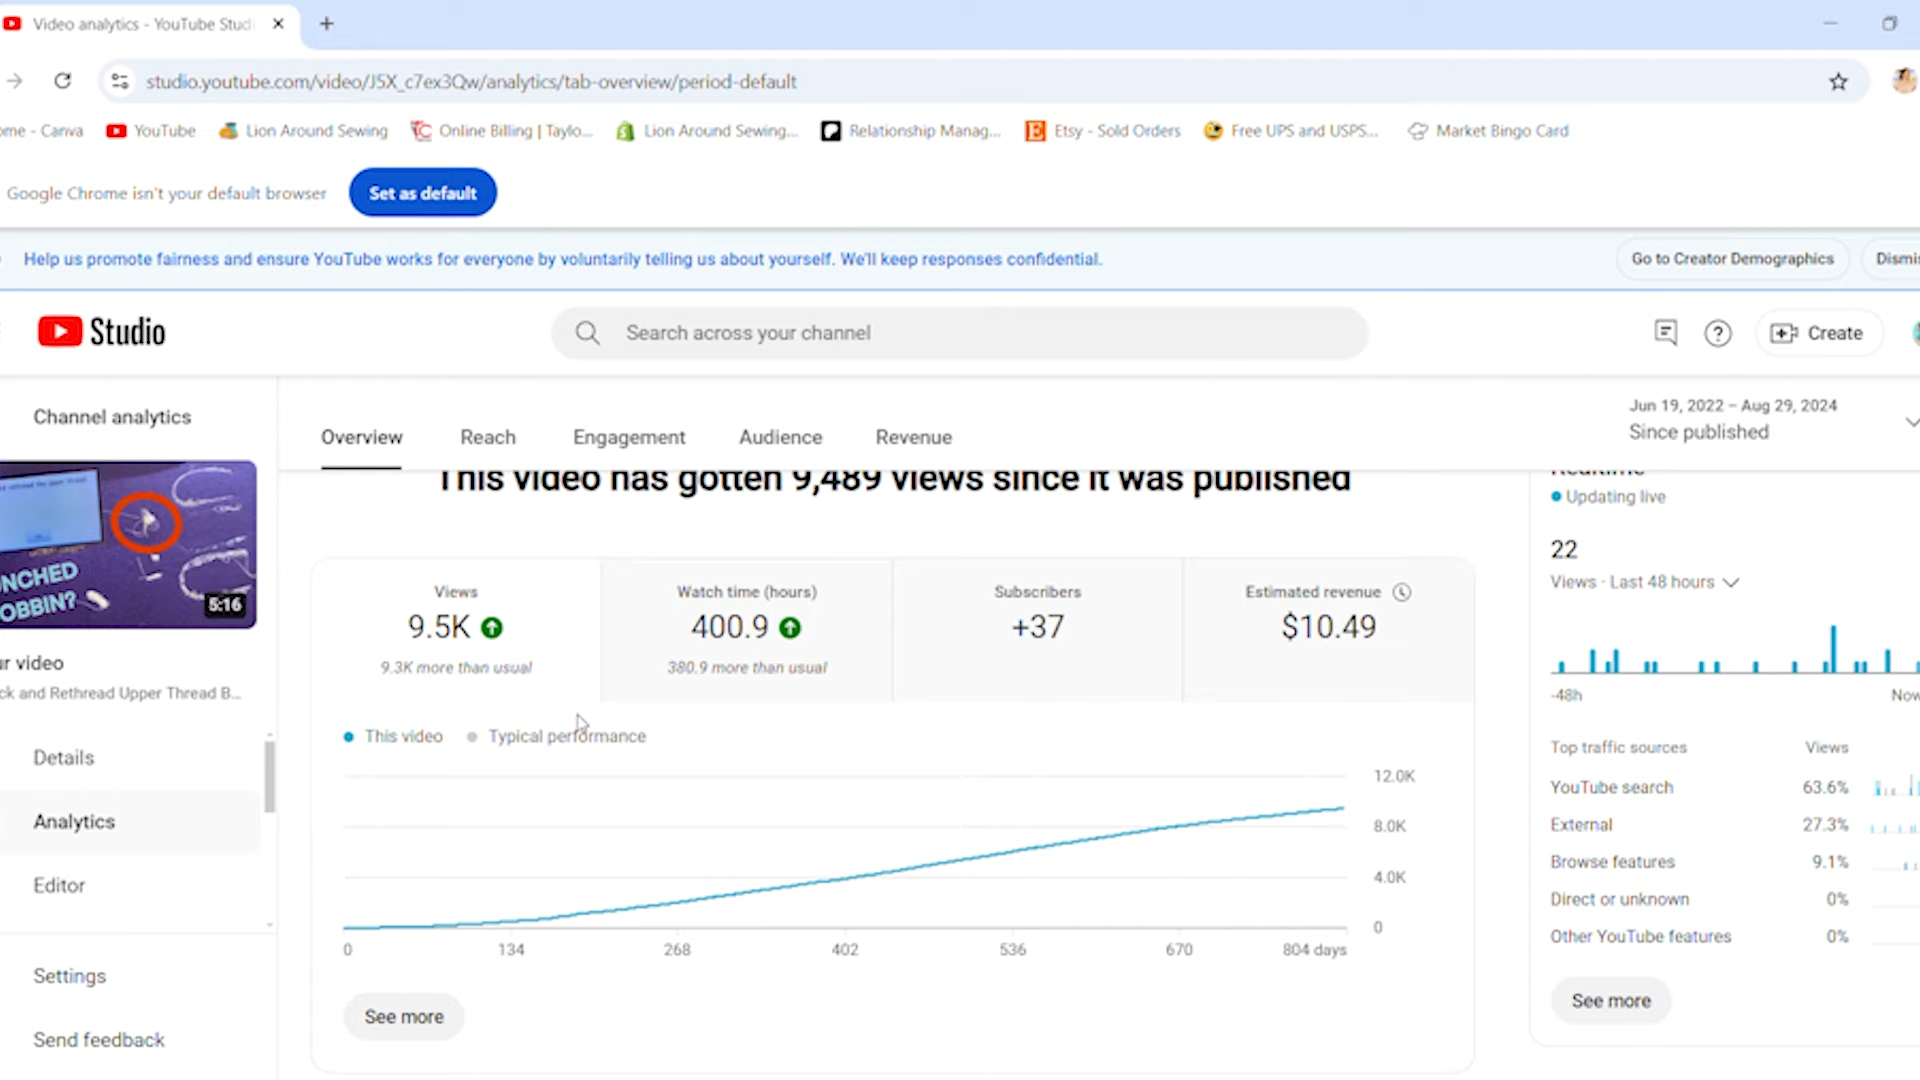 Video analytics - YouTube Studi
studio.youtube.com/video/J5X_c7ex3Qw/analytics/tab-overview/period-default
ome - Canva
YouTube
Lion Around Sewing
Online Billing | Taylo...
Lion Around Sewing...
Relationship Manag...
Etsy - Sold Orders
Free UPS and USPS...
Market Bingo Card
Google Chrome isn't your default browser
Set as default
Help us promote fairness and ensure YouTube works for everyone by voluntarily telling us about yourself. We'll keep responses confidential.
Go to Creator Demographics
Dismis
Studio
Search across your channel
Create
Channel analytics
Overview
Reach
Engagement
Audience
Revenue
Jun 19, 2022 – Aug 29, 2024
Since published
NCHED
OBBIN?
5:16
ur video
ck and Rethread Upper Thread B...
Details
Analytics
Editor
Settings
Send feedback
This video has gotten 9,489 views since it was published
Views
9.5K
9.3K more than usual
Watch time (hours)
400.9
380.9 more than usual
Subscribers
+37
Estimated revenue
$10.49
This video
Typical performance
12.0K
8.0K
4.0K
0
0
134
268
402
536
670
804 days
See more
Realtime
Updating live
22
Views · Last 48 hours
-48h
Now
Top traffic sources
Views
YouTube search
63.6%
External
27.3%
Browse features
9.1%
Direct or unknown
0%
Other YouTube features
0%
See more